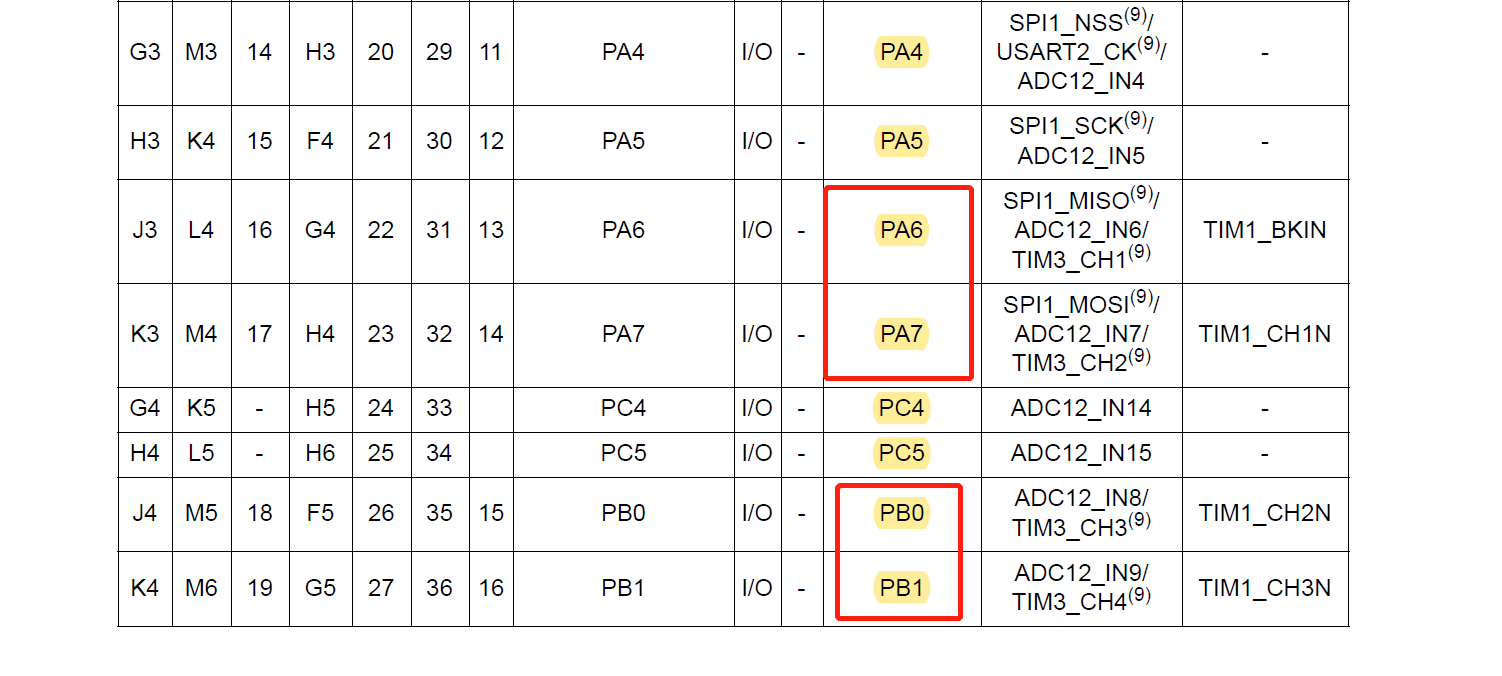 G3 M3 14 H3 20 29 11 PA4 I/O - PA4 SPI1_NSS(9)/
USART2_CK(9)/
ADC12_IN4 -
H3 K4 15 F4 21 30 12 PA5 I/O - PA5 SPI1_SCK(9)/
ADC12_IN5 -
J3 L4 16 G4 22 31 13 PA6 I/O - PA6 SPI1_MISO(9)/
ADC12_IN6/
TIM3_CH1(9) TIM1_BKIN
K3 M4 17 H4 23 32 14 PA7 I/O - PA7 SPI1_MOSI(9)/
ADC12_IN7/
TIM3_CH2(9) TIM1_CH1N
G4 K5 - H5 24 33 PC4 I/O - PC4 ADC12_IN14 -
H4 L5 - H6 25 34 PC5 I/O - PC5 ADC12_IN15 -
J4 M5 18 F5 26 35 15 PB0 I/O - PB0 ADC12_IN8/
TIM3_CH3(9) TIM1_CH2N
K4 M6 19 G5 27 36 16 PB1 I/O - PB1 ADC12_IN9/
TIM3_CH4(9) TIM1_CH3N